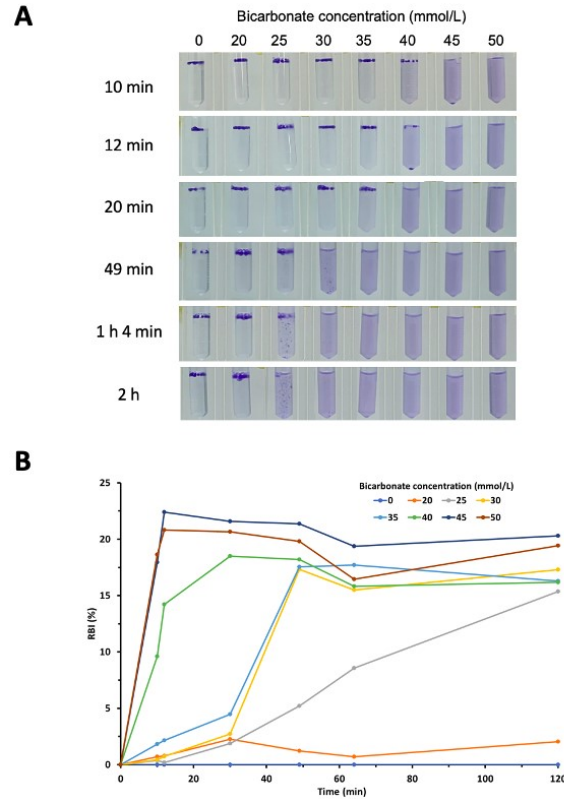 A
Bicarbonate concentration (mmol/L)
0 20 25 30 35 40 45 50
10 min
12 min
20 min
49 min
1 h 4 min
2 h
B
Bicarbonate concentration (mmol/L)
0 20 25 30
35 40 45 50
RBI (%)
25
20
15
10
5
0
0 20 40 60 80 100 120
Time (min)